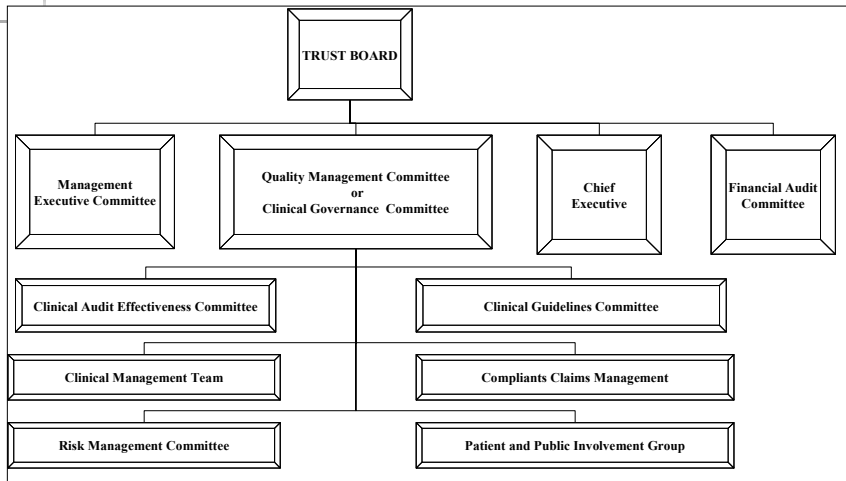 TRUST BOARD
Management
Executive Committee
Quality Management Committee
or
Clinical Governance Committee
Chief
Executive
Financial Audit
Committee
Clinical Audit Effectiveness Committee
Clinical Guidelines Committee
Clinical Management Team
Compliants Claims Management
Risk Management Committee
Patient and Public Involvement Group